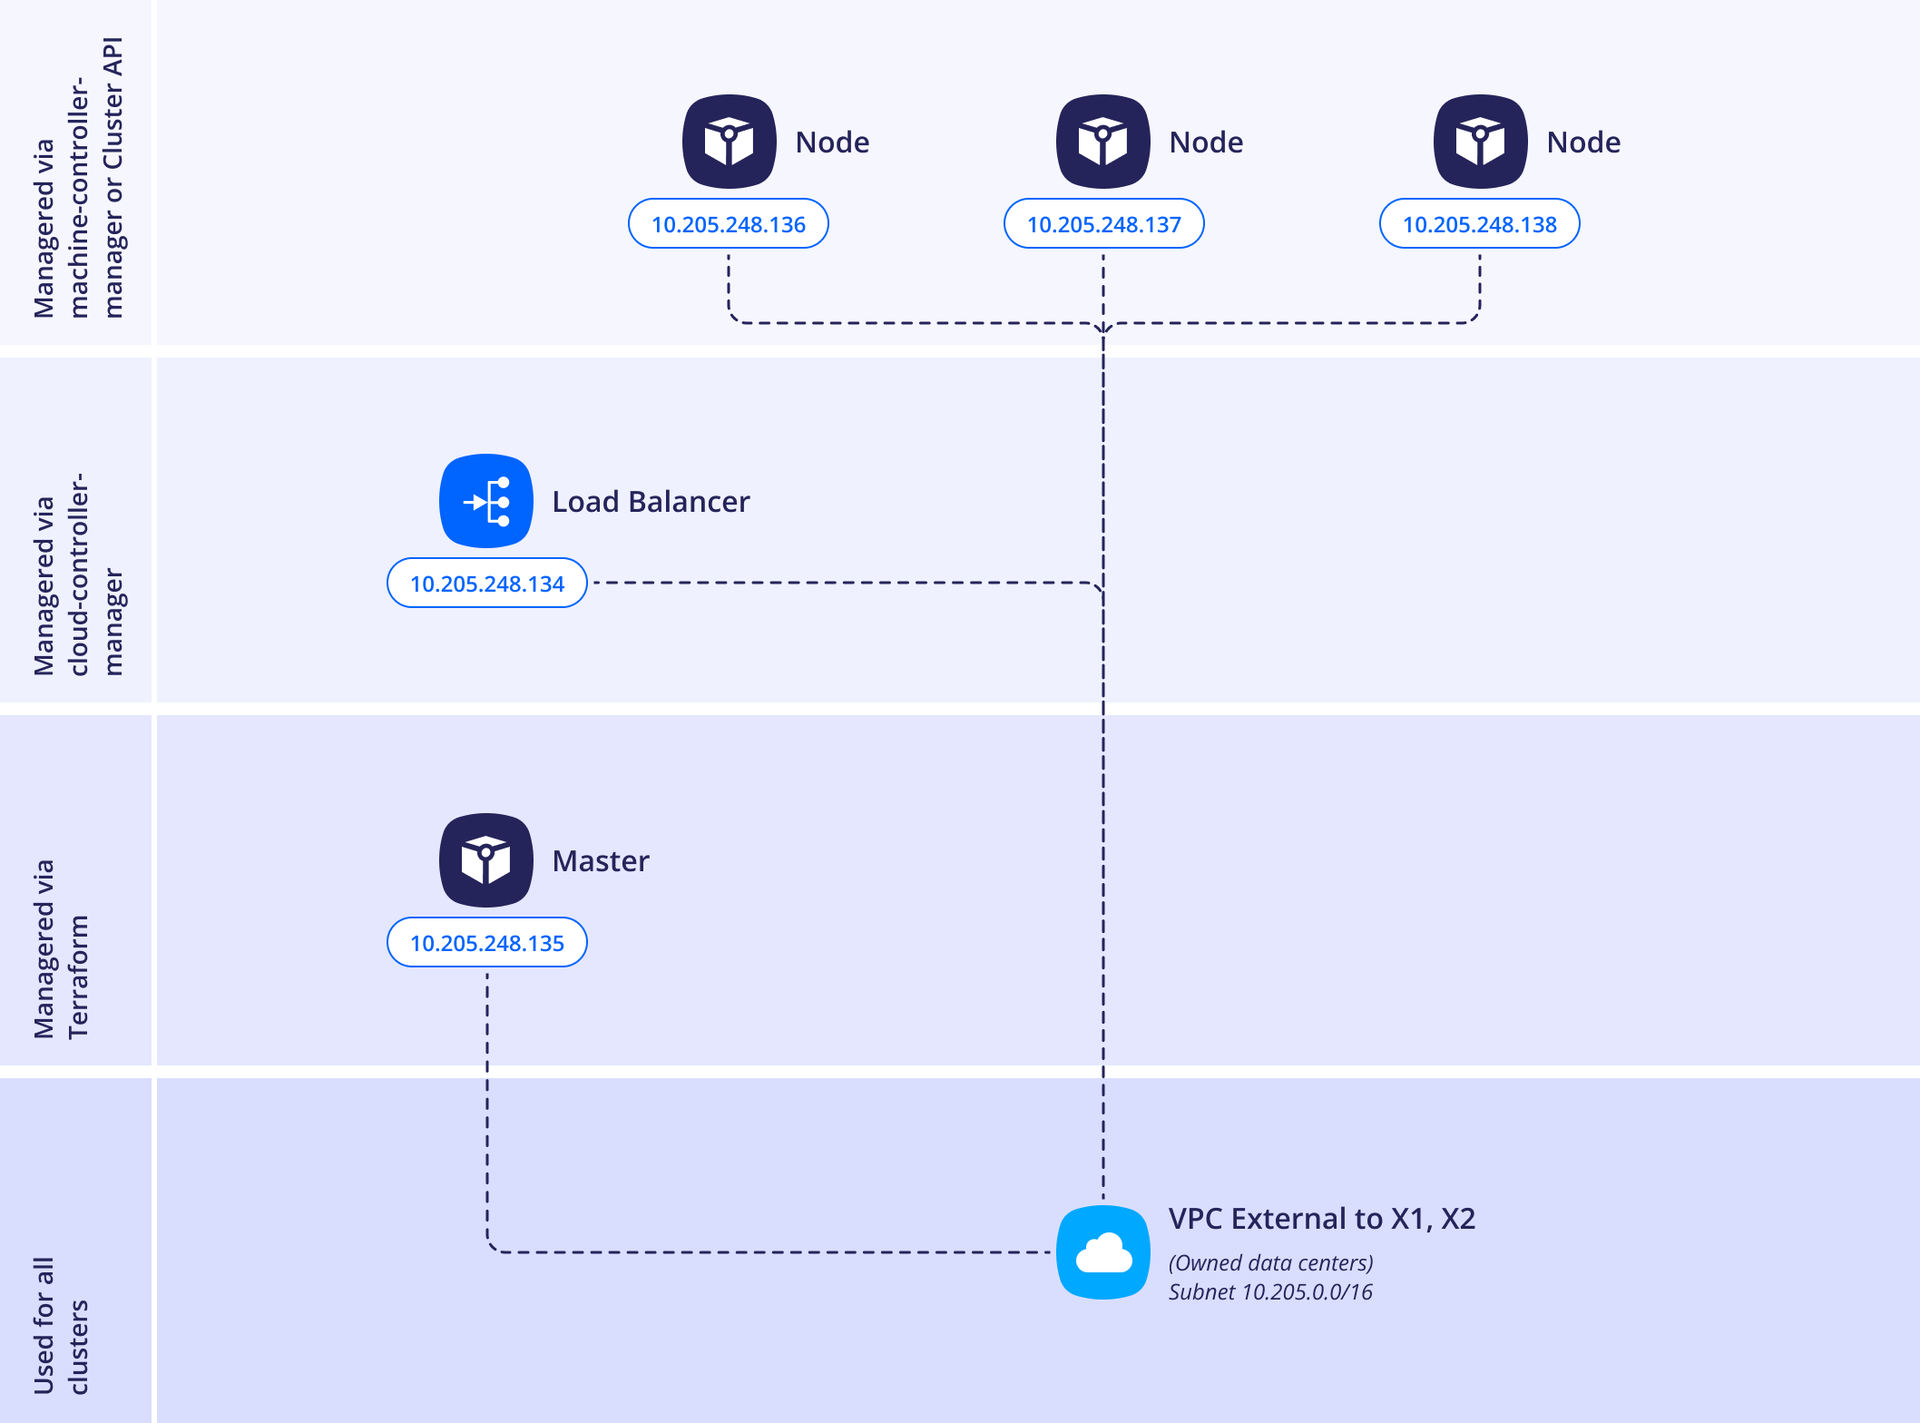 Managered via
machine-controller-
manager or Cluster API
Node
Node
Node
10.205.248.136
10.205.248.137
10.205.248.138
Managered via
cloud-controller-
manager
Load Balancer
10.205.248.134
Managered via
Terraform
Master
10.205.248.135
Used for all
clusters
VPC External to X1, X2
(Owned data centers)
Subnet 10.205.0.0/16